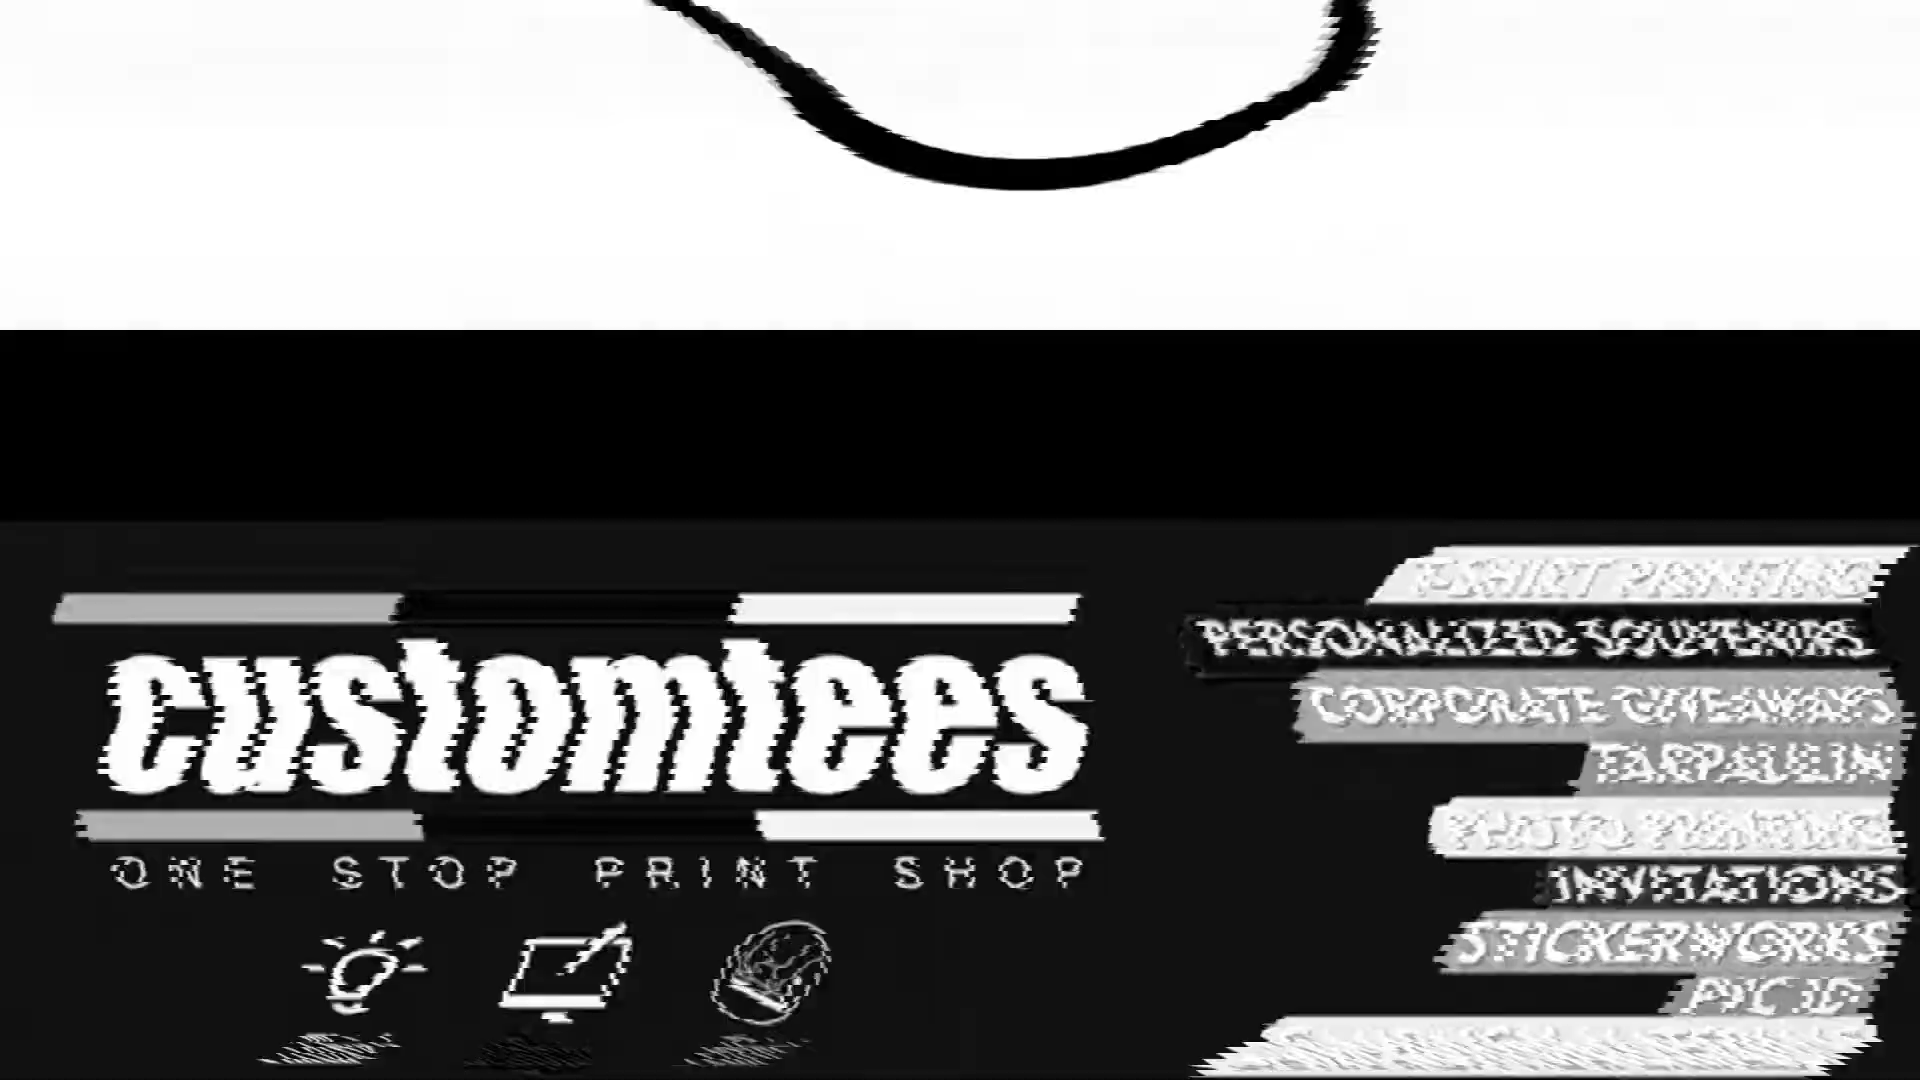 customtees
ONE STOP PRINT SHOP
T-SHIRT PRINTING
PERSONALIZED SOUVENIRS
CORPORATE GIVEAWAYS
TARPAULIN
PHOTO PRINTING
INVITATIONS
STICKERWORKS
PVC ID